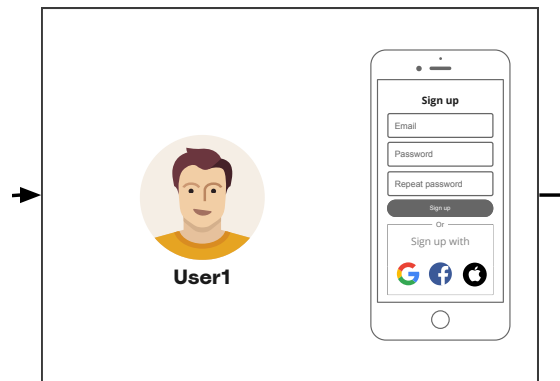 User1
Sign up
Email
Password
Repeat password
Sign up
Or
Sign up with